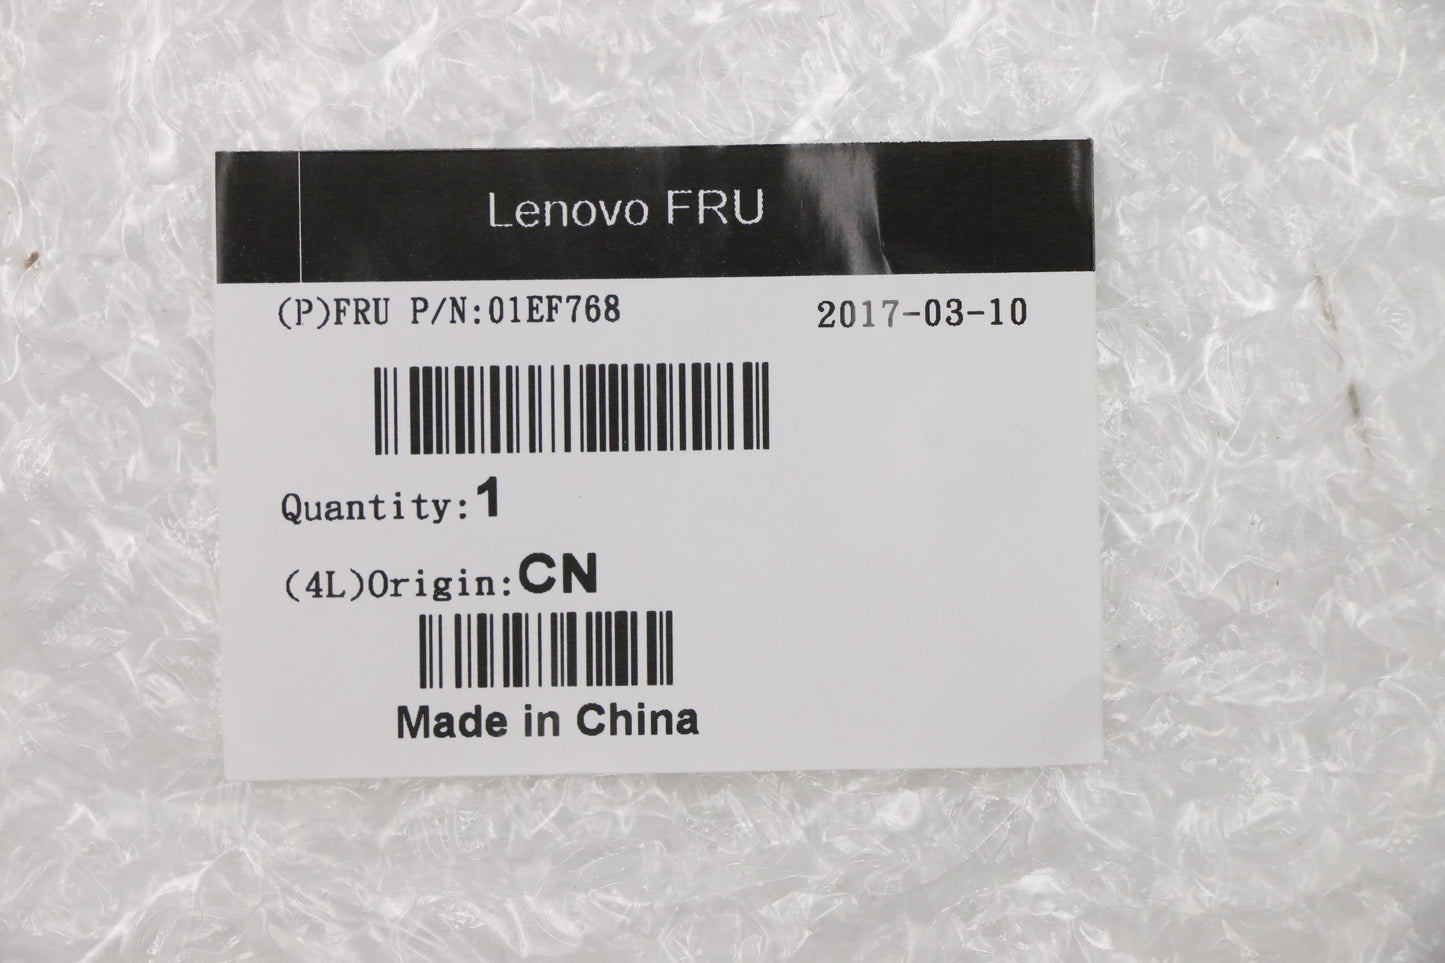 Lenovo FRU
(P)FRU P/N:01EF768 2017-03-10
Quantity:1
(4L)Origin:CN
Made in China